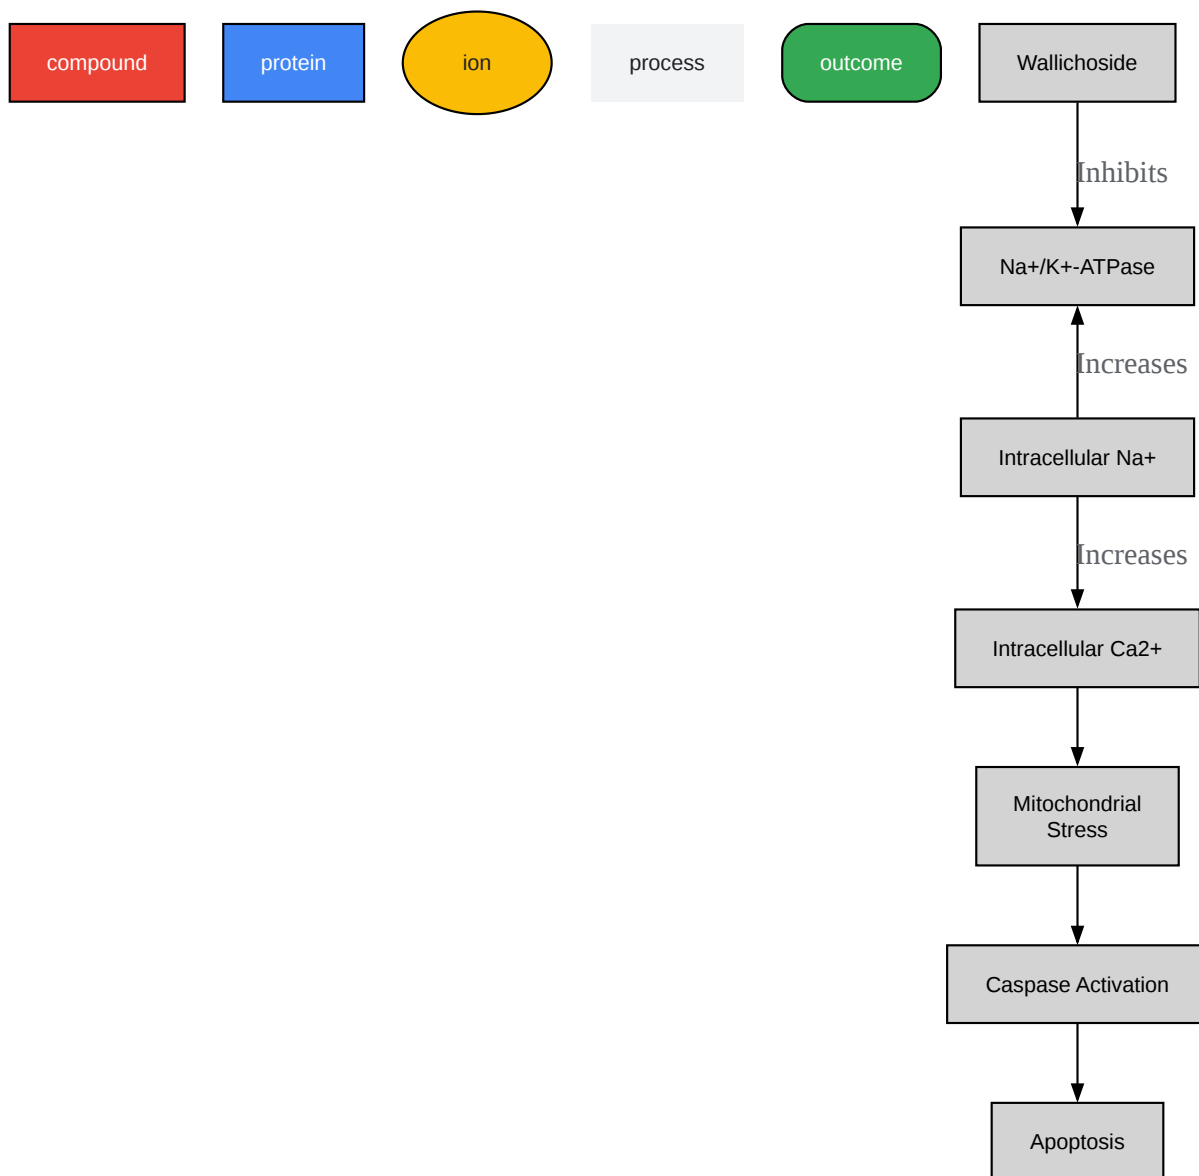 compound
protein
ion
process
outcome
Wallichoside
Inhibits
Na+/K+-ATPase
Increases
Intracellular Na+
Increases
Intracellular Ca2+
Mitochondrial
Stress
Caspase Activation
Apoptosis